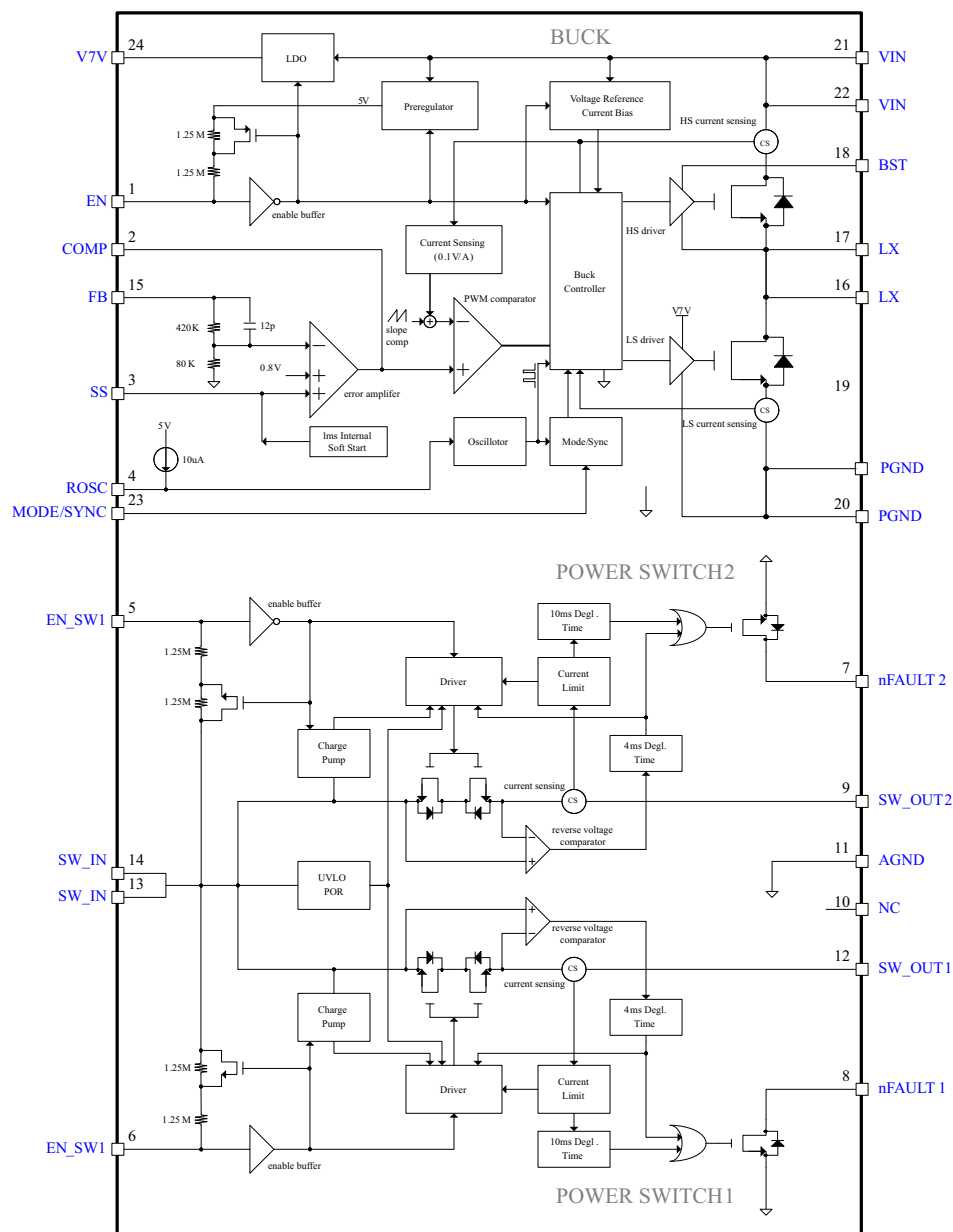 BUCK
24
V7V
LDO
21
VIN
5V
Preregulator
Voltage Reference
Current Bias
22
VIN
HS current sensing
1.25 M
CS
18
BST
1.25 M
1
EN
enable buffer
HS driver
2
COMP
Current Sensing
(0.1V/A)
17
LX
Buck
Controller
15
FB
PWM comparator
16
LX
V7V
slope
comp
420K
12p
LS driver
80 K
0.8V
3
SS
error amplifer
19
CS
LS current sensing
1ms Internal
Soft Start
5V
Oscillotor
Mode/Sync
10uA
4
ROSC
PGND
23
MODE/SYNC
20
PGND
POWER SWITCH2
enable buffer
5
EN_SW1
10ms Degl .
Time
1.25M
Driver
Current
Limit
7
nFAULT 2
1.25M
Charge
Pump
4ms Degl.
Time
current sensing
CS
9
SW_OUT2
reverse voltage
comparator
14
SW_IN
11
AGND
13
SW_IN
UVLO
POR
10
NC
reverse voltage
comparator
12
SW_OUT1
CS
current sensing
Charge
Pump
4ms Degl.
Time
1.25M
Driver
Current
Limit
8
nFAULT 1
1.25 M
6
EN_SW1
enable buffer
10ms Degl .
Time
POWER SWITCH1